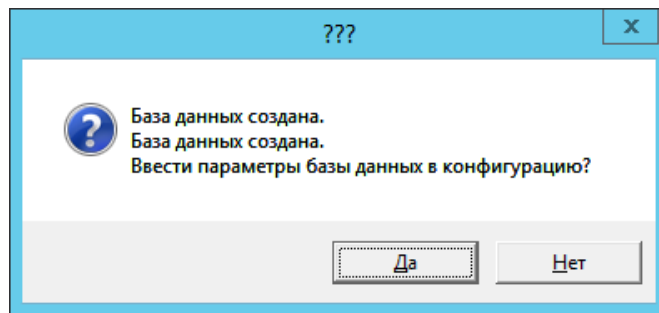 ???
База данных создана.
База данных создана.
Ввести параметры базы данных в конфигурацию?
Да
Нет